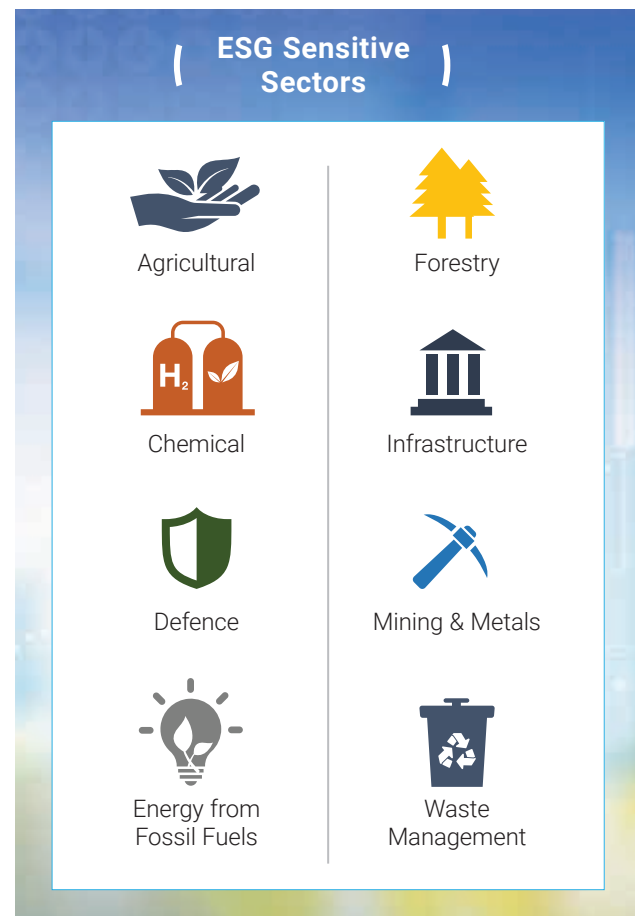 ESG Sensitive
Sectors
Agricultural
Forestry
H2
Chemical
Infrastructure
Defence
Mining & Metals
Energy from
Fossil Fuels
Waste
Management